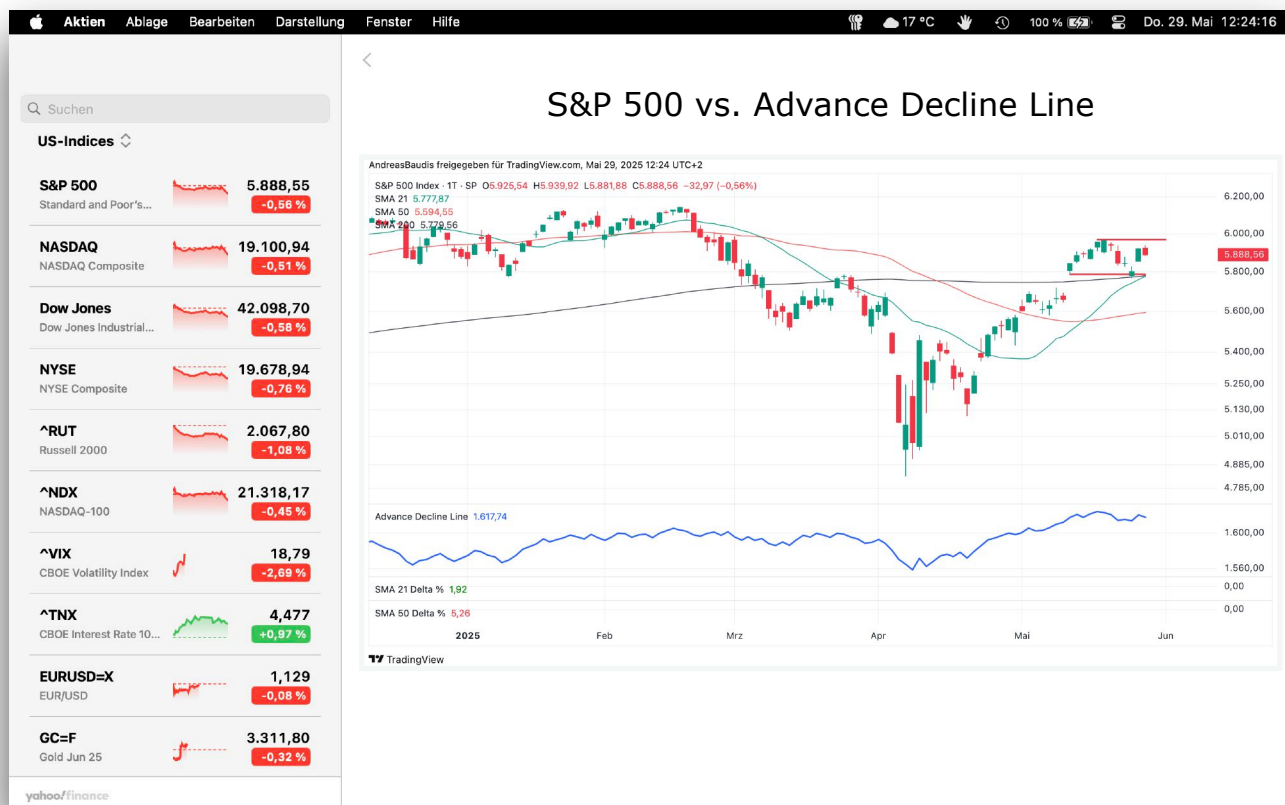 Aktien Ablage Bearbeiten Darstellung Fenster Hilfe 17 °C 100 % Do. 29. Mai 12:24:16
Suchen
US-Indices
S&P 500 5.888,55
Standard and Poor's... -0,56 %
NASDAQ 19.100,94
NASDAQ Composite -0,51 %
Dow Jones 42.098,70
Dow Jones Industrial... -0,58 %
NYSE 19.678,94
NYSE Composite -0,76 %
^RUT 2.067,80
Russell 2000 -1,08 %
^NDX 21.318,17
NASDAQ-100 -0,45 %
^VIX 18,79
CBOE Volatility Index -2,69 %
^TNX 4,477
CBOE Interest Rate 10... +0,97 %
EURUSD=X 1,129
EUR/USD -0,08 %
GC=F 3.311,80
Gold Jun 25 -0,32 %
yahoo!finance
S&P 500 vs. Advance Decline Line
AndreasBaudis freigegeben für TradingView.com, Mai 29, 2025 12:24 UTC+2
S&P 500 Index · 1T · SP O5.925,54 H5.939,92 L5.881,88 C5.888,56 −32,97 (−0,56%)
SMA 21 5.777,87
SMA 50 5.594,55
SMA 200 5.779,56
6.200,00
6.000,00
5.888,56
5.800,00
5.600,00
5.400,00
5.250,00
5.130,00
5.010,00
4.885,00
4.785,00
Advance Decline Line 1.617,74
1.600,00
1.560,00
SMA 21 Delta % 1,92
0,00
SMA 50 Delta % 5,26
0,00
2025 Feb Mrz Apr Mai Jun
TradingView